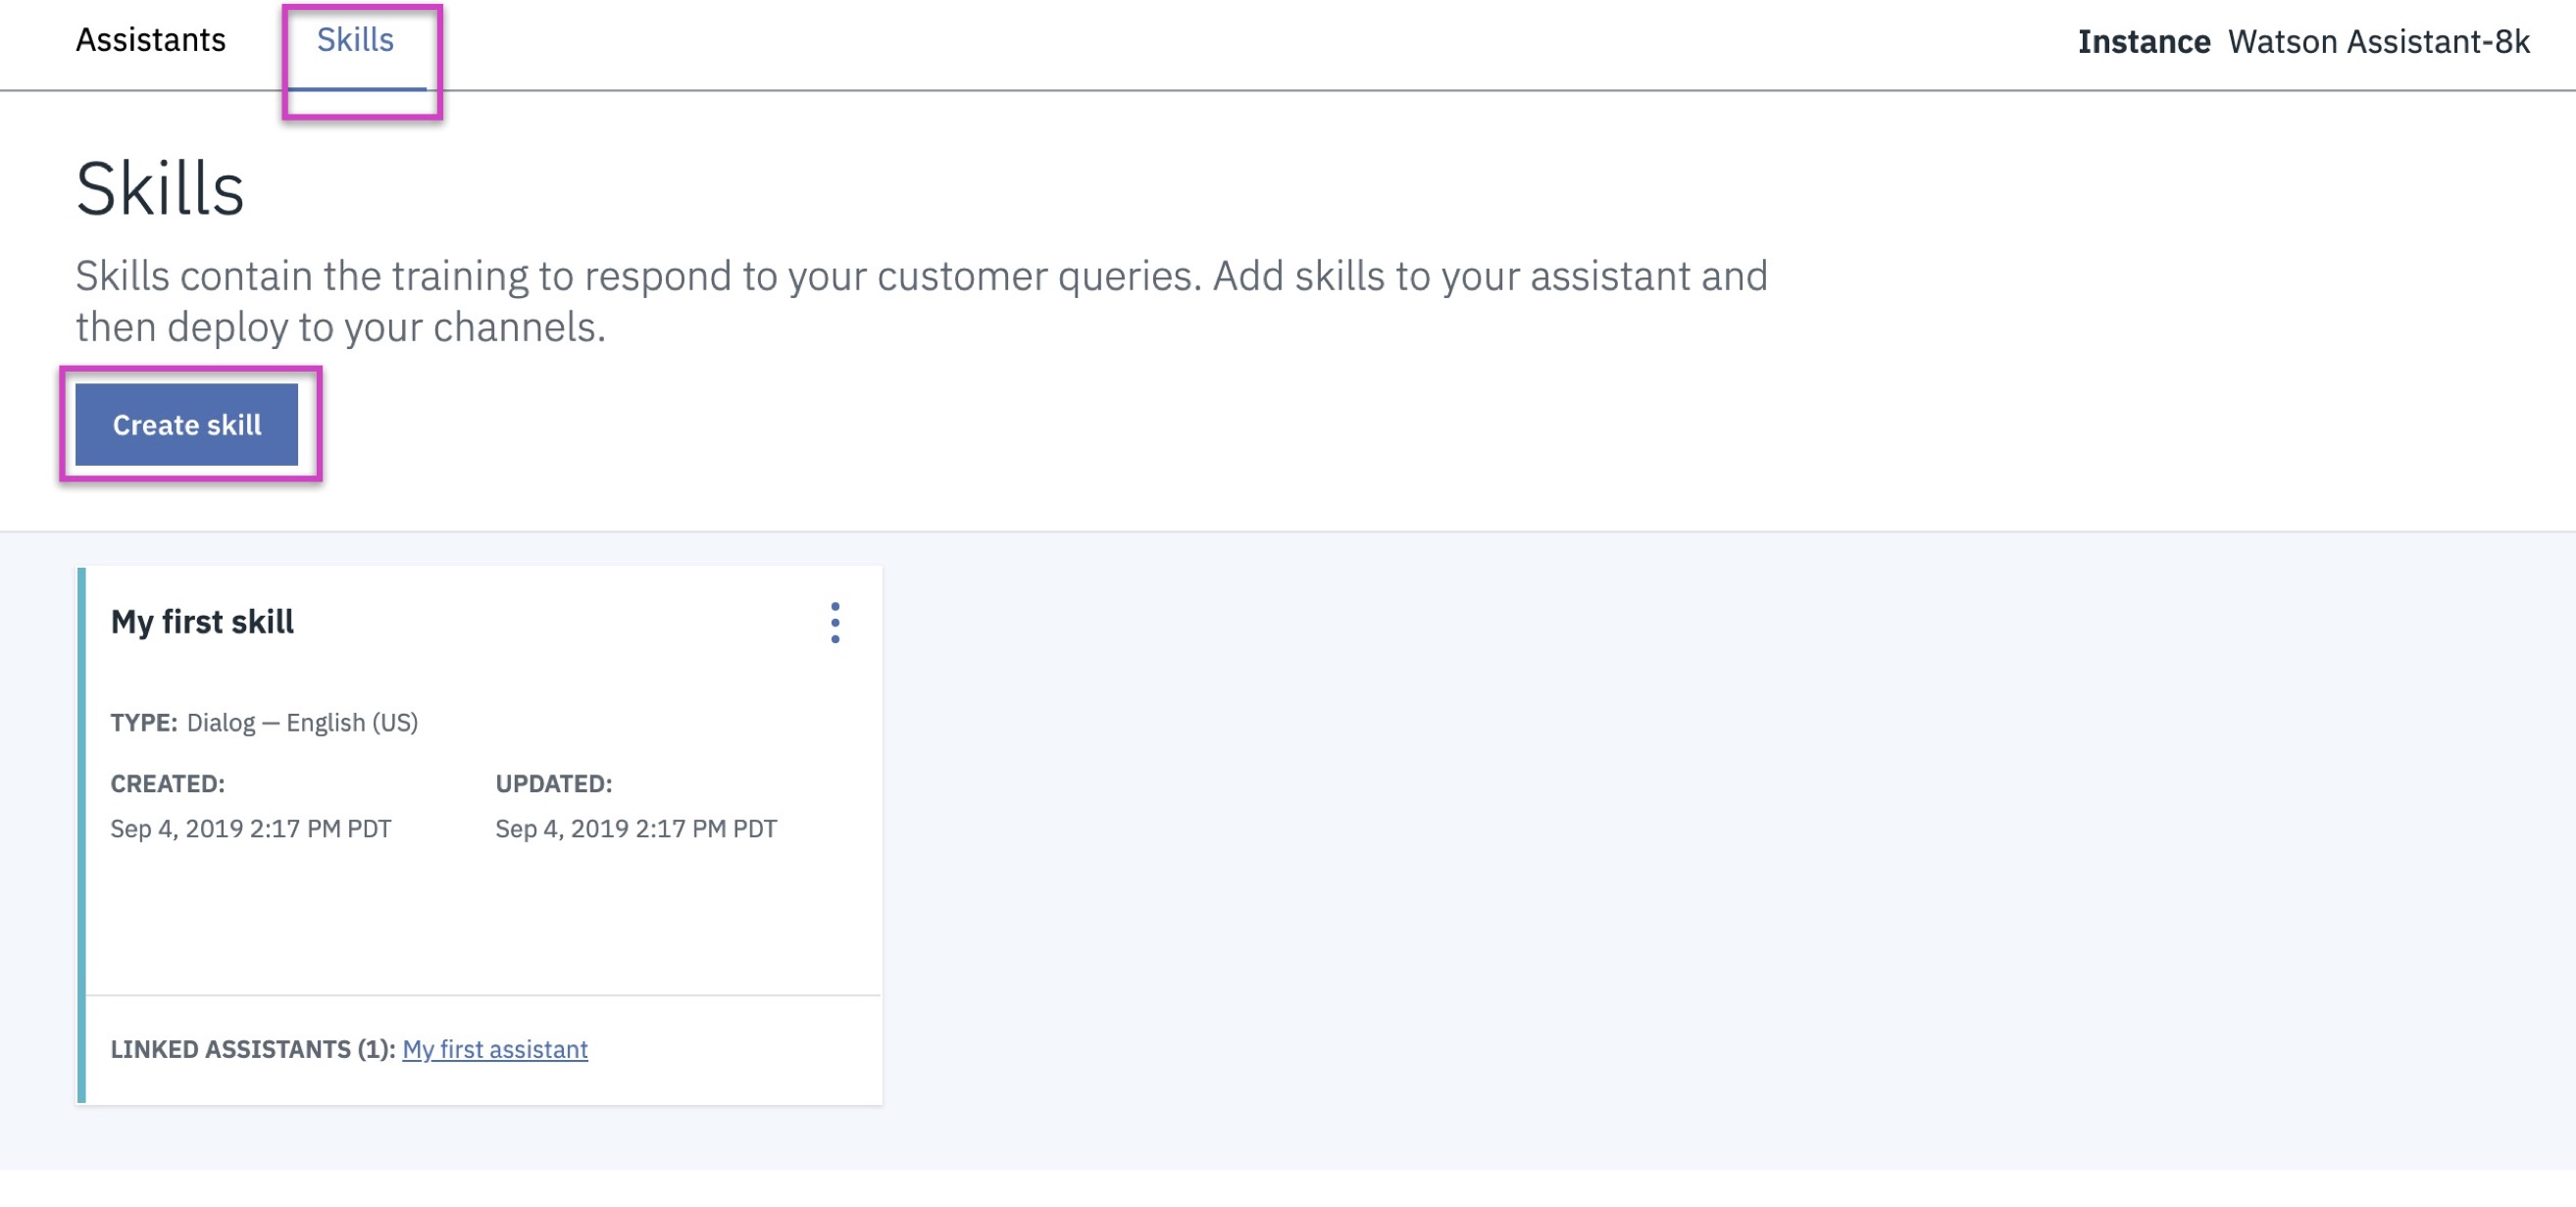 Assistants Skills Instance Watson Assistant-8k
Skills
Skills contain the training to respond to your customer queries. Add skills to your assistant and
then deploy to your channels.
Create skill
My first skill
TYPE: Dialog — English (US)
CREATED: UPDATED:
Sep 4, 2019 2:17 PM PDT Sep 4, 2019 2:17 PM PDT
LINKED ASSISTANTS (1): My first assistant